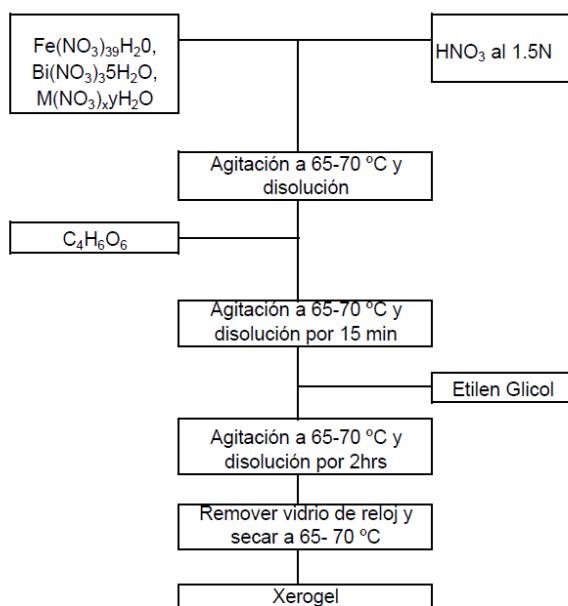 Fe(NO₃)₃9H₂0,
Bi(NO₃)₃5H₂O,
M(NO₃)ₓyH₂O
HNO₃ al 1.5N
Agitación a 65-70 ºC y
disolución
C₄H₆O₆
Agitación a 65-70 ºC y
disolución por 15 min
Etilen Glicol
Agitación a 65-70 ºC y
disolución por 2hrs
Remover vidrio de reloj y
secar a 65- 70 ºC
Xerogel